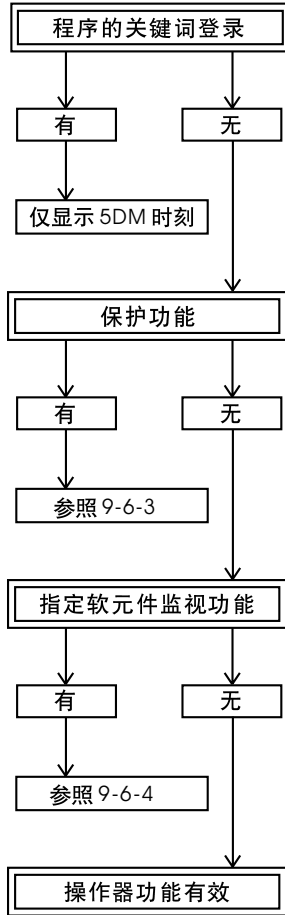 程序的关键词登录
有
无
仅显示 5DM 时刻
保护功能
有
无
参照 9-6-3
指定软元件监视功能
有
无
参照 9-6-4
操作器功能有效